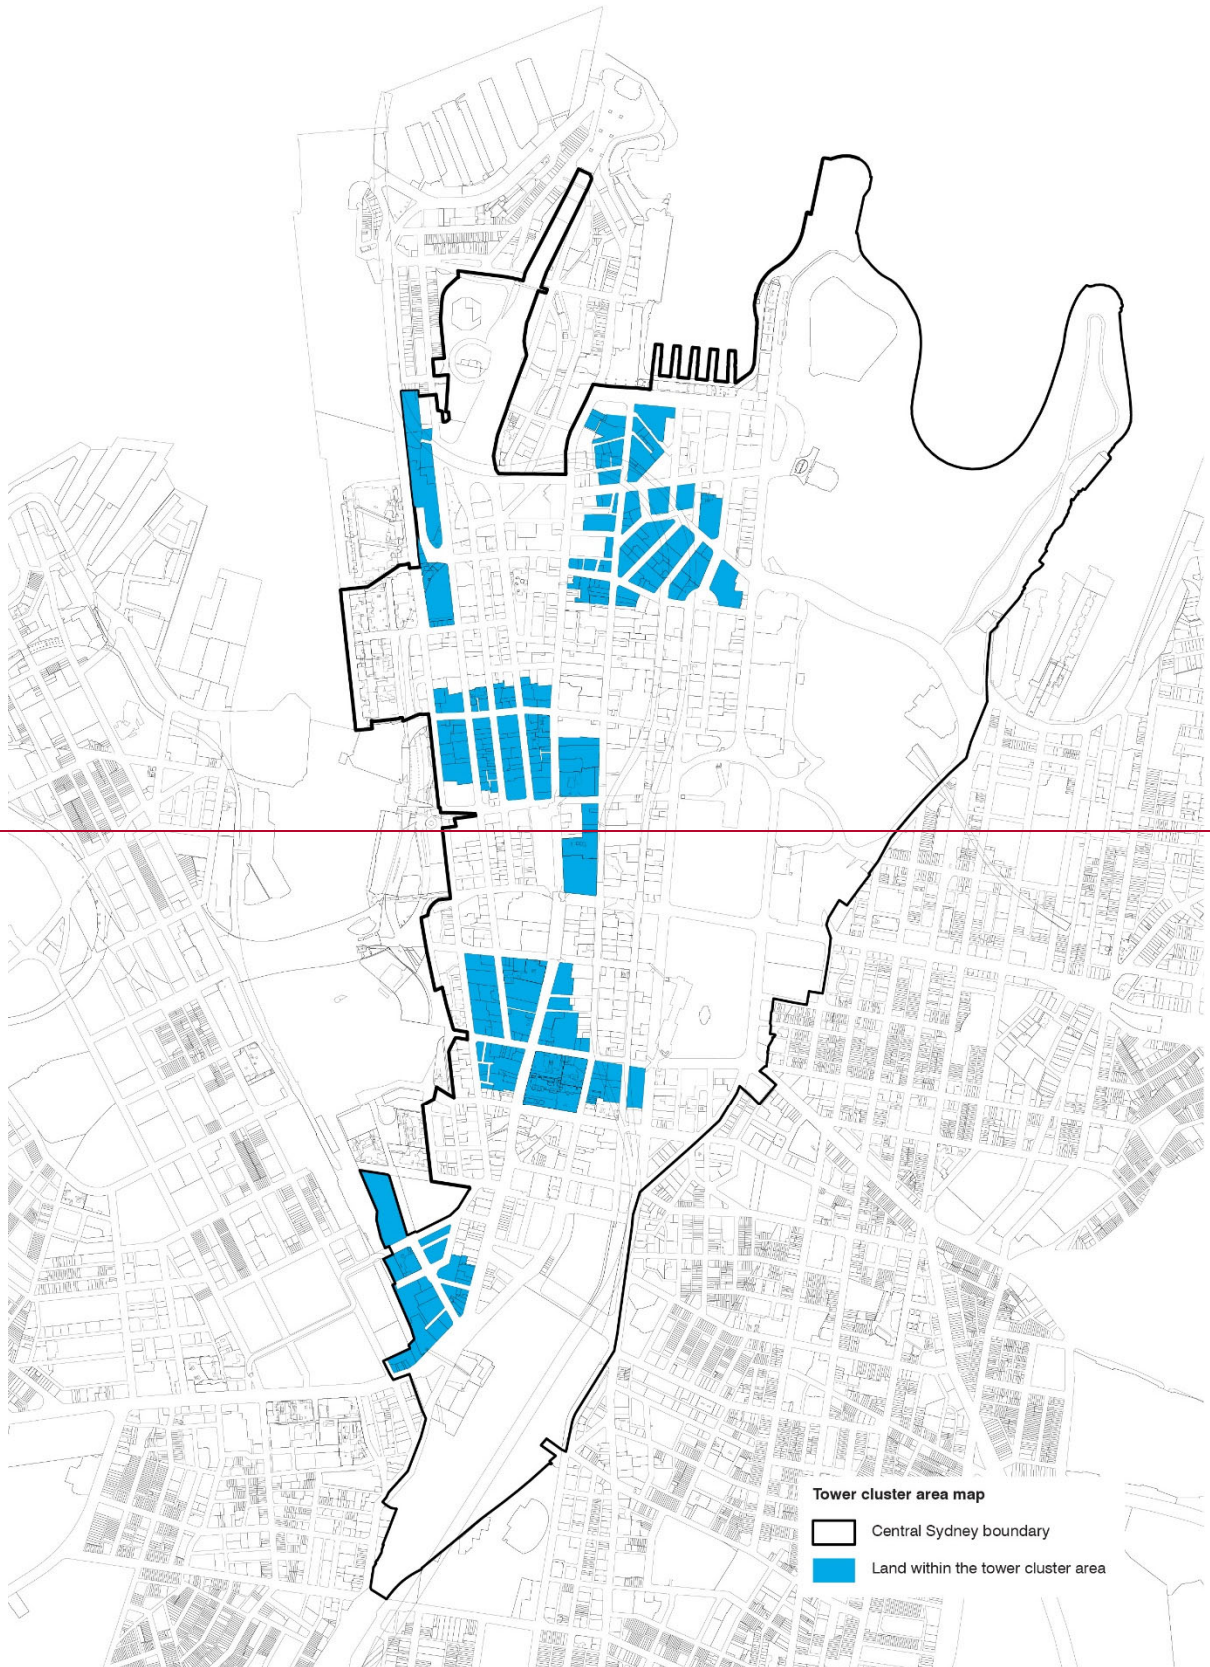 Tower cluster area map
Central Sydney boundary
Land within the tower cluster area